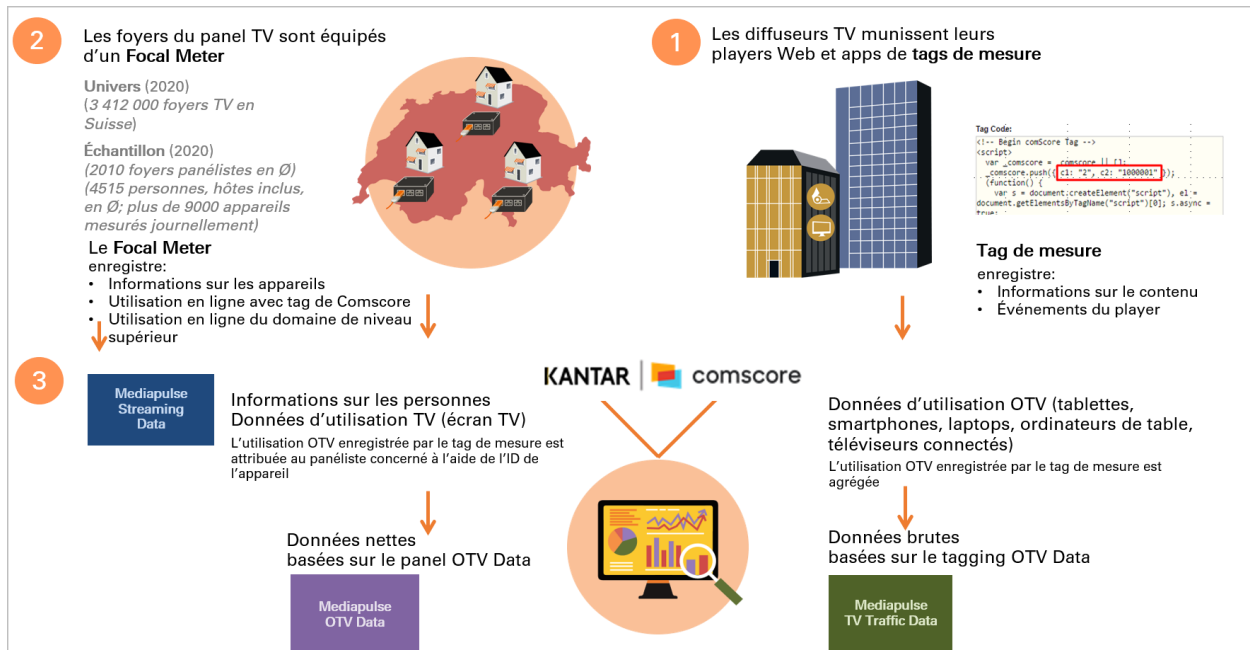 2
Les foyers du panel TV sont équipés
d’un Focal Meter
Univers (2020)
(3 412 000 foyers TV en
Suisse)
Échantillon (2020)
(2010 foyers panélistes en Ø)
(4515 personnes, hôtes inclus,
en Ø; plus de 9000 appareils
mesurés journellement)
Le Focal Meter
enregistre:
• Informations sur les appareils
• Utilisation en ligne avec tag de Comscore
• Utilisation en ligne du domaine de niveau
supérieur
1
Les diffuseurs TV munissent leurs
players Web et apps de tags de mesure
Tag Code:
<!-- Begin comScore Tag -->
<script>
var _comscore = _comscore || [];
_comscore.push({ c1: "2", c2: "1000001" });
(function() {
var s = document.createElement("script"), el =
document.getElementsByTagName("script")[0]; s.async =
true;
Tag de mesure
enregistre:
• Informations sur le contenu
• Événements du player
3
Mediapulse
Streaming
Data
Informations sur les personnes
Données d’utilisation TV (écran TV)
L’utilisation OTV enregistrée par le tag de mesure est
attribuée au panéliste concerné à l’aide de l’ID de
l’appareil
Données nettes
basées sur le panel OTV Data
Mediapulse
OTV Data
KANTAR comscore
Données d’utilisation OTV (tablettes,
smartphones, laptops, ordinateurs de table,
téléviseurs connectés)
L’utilisation OTV enregistrée par le tag de mesure est
agrégée
Données brutes
basées sur le tagging OTV Data
Mediapulse
TV Traffic Data